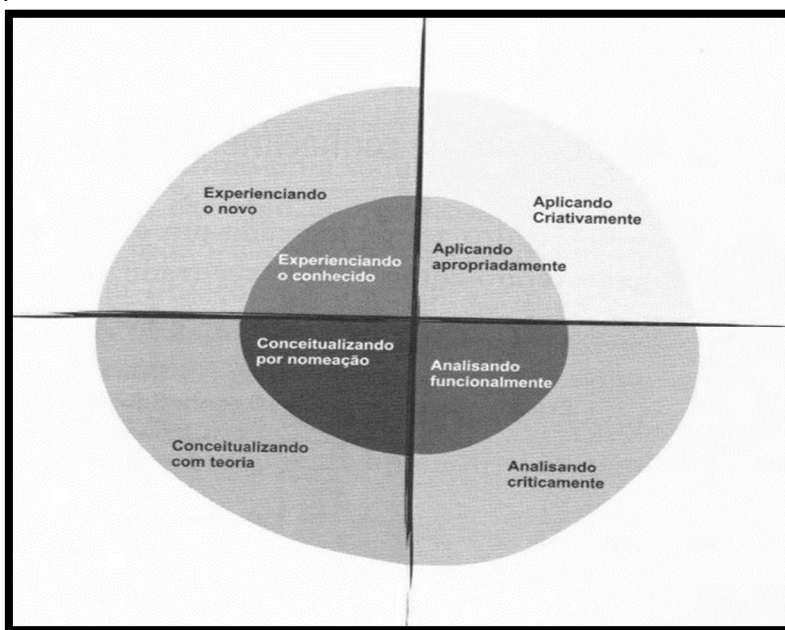 Experienciando
o novo
Aplicando
Criativamente
Experienciando
o conhecido
Aplicando
apropriadamente
Conceitualizando
por nomeação
Analisando
funcionalmente
Conceitualizando
com teoria
Analisando
criticamente